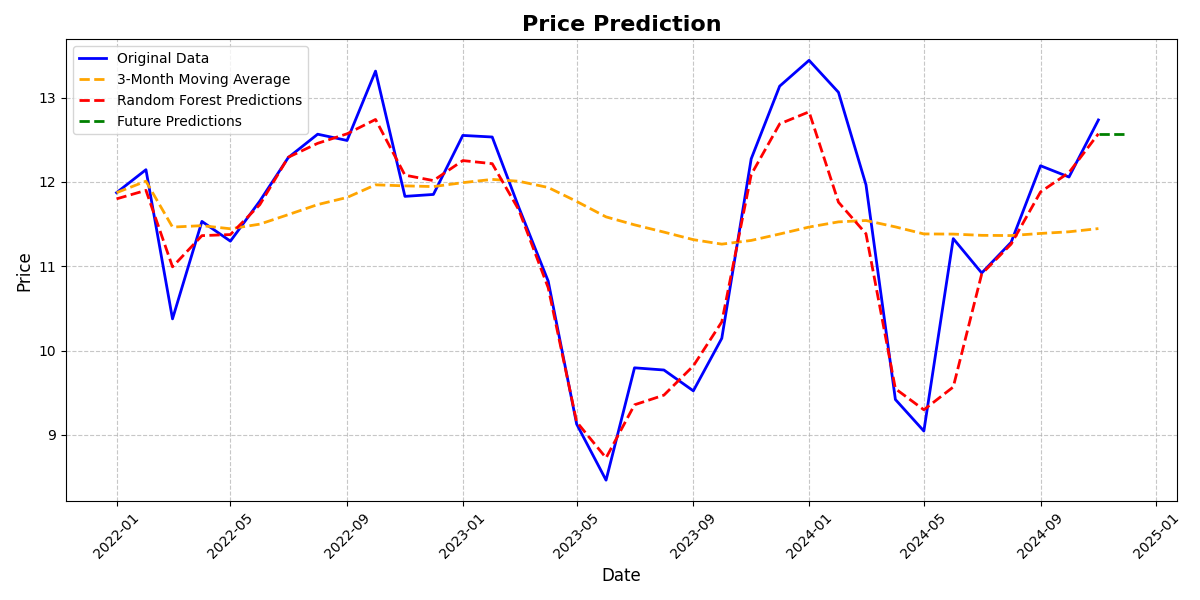 Price Prediction
Original Data
3-Month Moving Average
Random Forest Predictions
Future Predictions
Price
13
12
11
10
9
2022-01
2022-05
2022-09
2023-01
2023-05
2023-09
2024-01
2024-05
2024-09
2025-01
Date